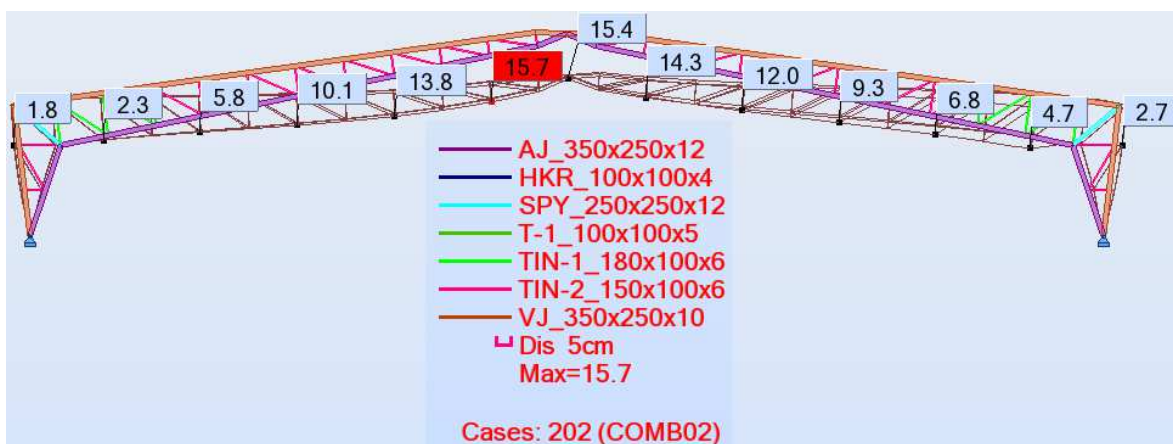 15.4
15.7
14.3
13.8
12.0
10.1
9.3
5.8
6.8
2.3
4.7
1.8
2.7
AJ_350x250x12
HKR_100x100x4
SPY_250x250x12
T-1_100x100x5
TIN-1_180x100x6
TIN-2_150x100x6
VJ_350x250x10
Dis 5cm
Max=15.7
Cases: 202 (COMB02)